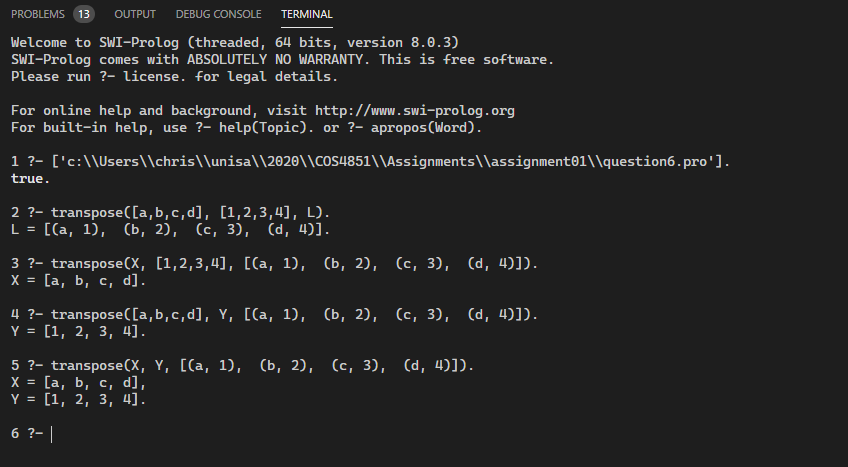 PROBLEMS 13 OUTPUT DEBUG CONSOLE TERMINAL
Welcome to SWI-Prolog (threaded, 64 bits, version 8.0.3)
SWI-Prolog comes with ABSOLUTELY NO WARRANTY. This is free software.
Please run ?- license. for legal details.
For online help and background, visit http://www.swi-prolog.org
For built-in help, use ?- help(Topic). or ?- apropos(Word).
1 ?- ['c:\\Users\\chris\\unisa\\2020\\COS4851\\Assignments\\assignment01\\question6.pro'].
true.
2 ?- transpose([a,b,c,d], [1,2,3,4], L).
L = [(a, 1),  (b, 2),  (c, 3),  (d, 4)].
3 ?- transpose(X, [1,2,3,4], [(a, 1),  (b, 2),  (c, 3),  (d, 4)]).
X = [a, b, c, d].
4 ?- transpose([a,b,c,d], Y, [(a, 1),  (b, 2),  (c, 3),  (d, 4)]).
Y = [1, 2, 3, 4].
5 ?- transpose(X, Y, [(a, 1),  (b, 2),  (c, 3),  (d, 4)]).
X = [a, b, c, d],
Y = [1, 2, 3, 4].
6 ?-